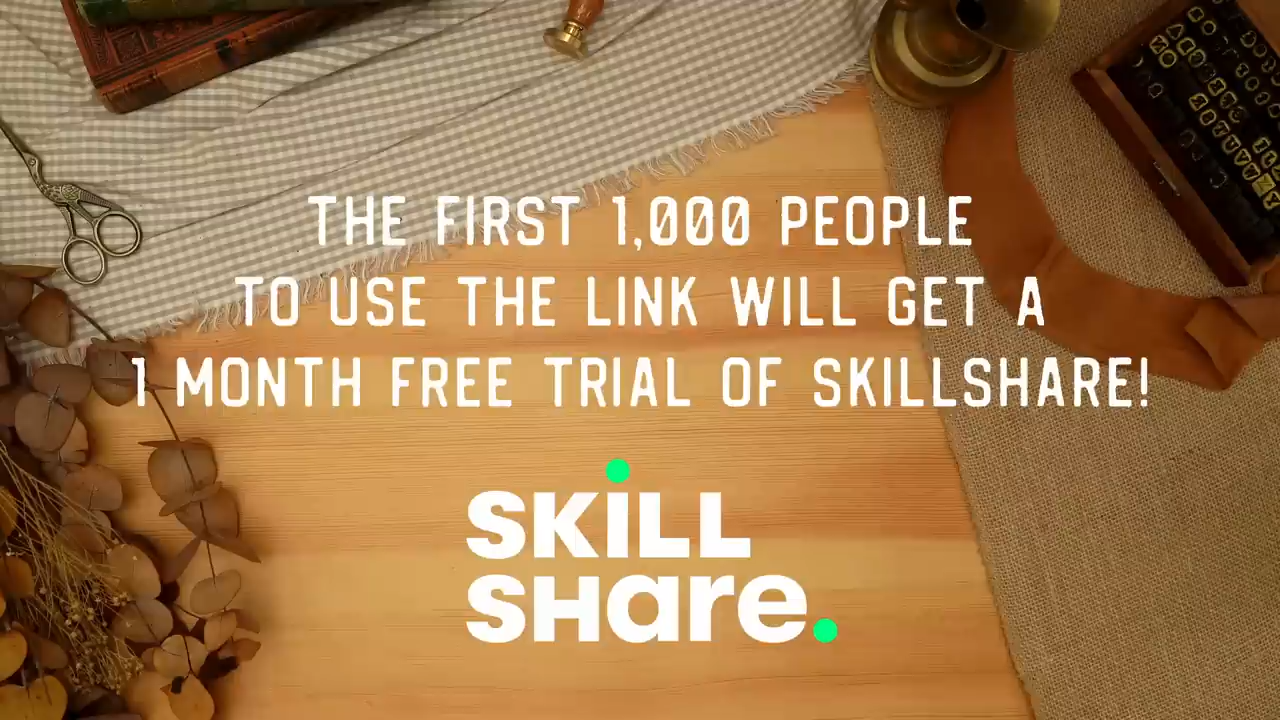 THE FIRST 1,000 PEOPLE
TO USE THE LINK WILL GET A
1 MONTH FREE TRIAL OF SKILLSHARE!
SKiLL
SHare.